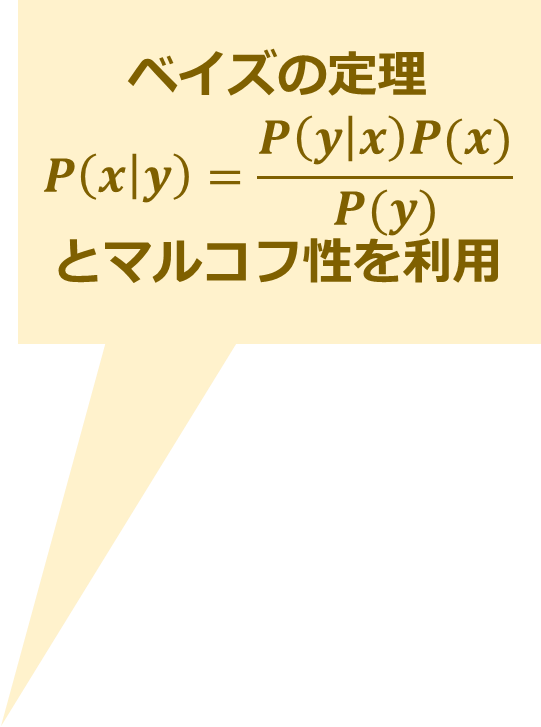 ベイズの定理
P(x|y) = P(y|x)P(x) / P(y)
とマルコフ性を利用